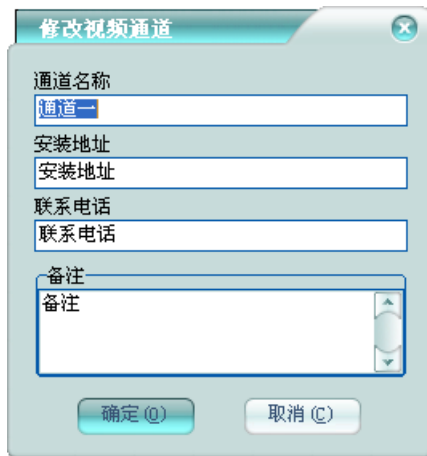 修改视频通道
通道名称
通道一
安装地址
安装地址
联系电话
联系电话
备注
备注
确定(O) 取消(C)